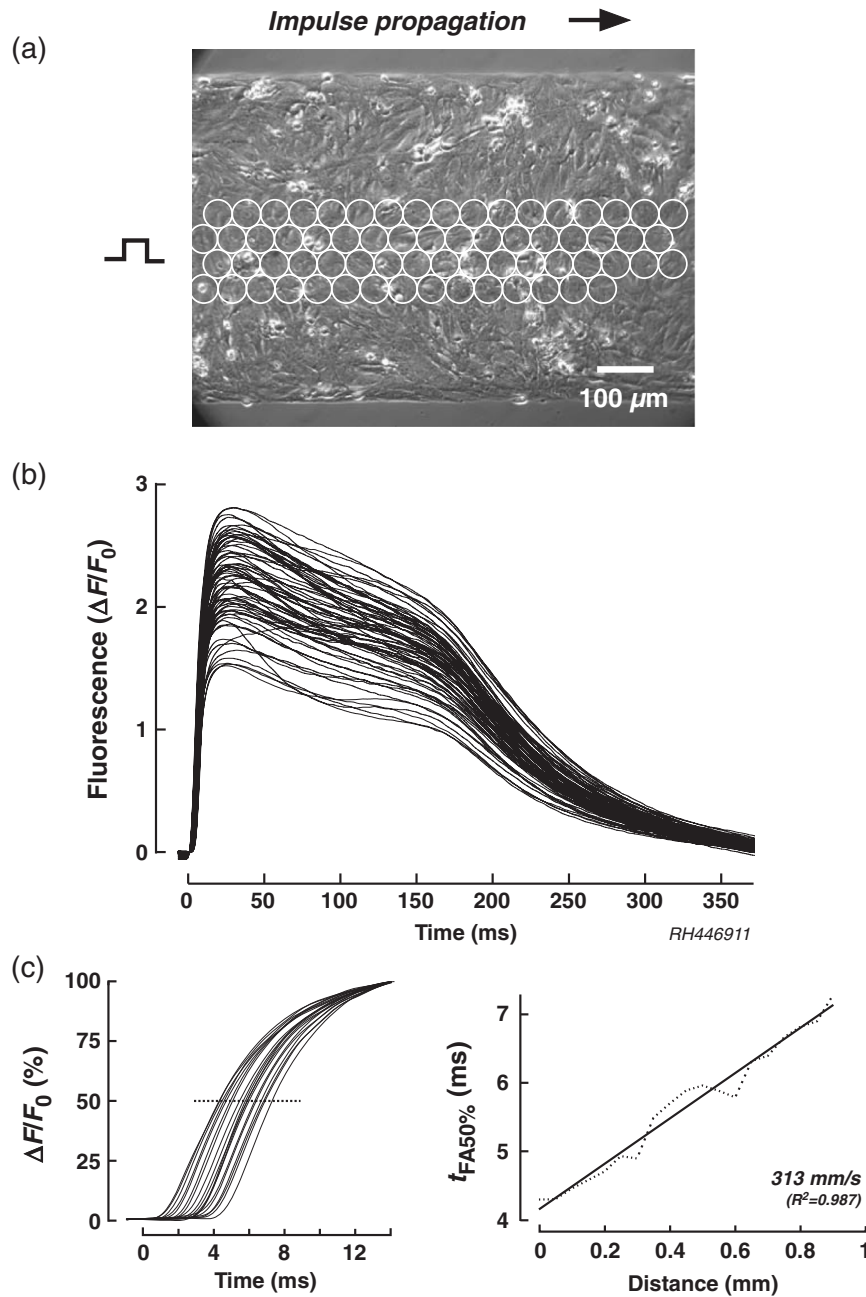 Impulse propagation
(a)
100 µm
(b)
Fluorescence (ΔF/F0)
3
2
1
0
0 50 100 150 200 250 300 350
Time (ms)
RH446911
(c)
ΔF/F0 (%)
100
75
50
25
0
0 4 8 12
Time (ms)
tFA50% (ms)
7
6
5
4
313 mm/s
(R²=0.987)
0 0.2 0.4 0.6 0.8 1
Distance (mm)